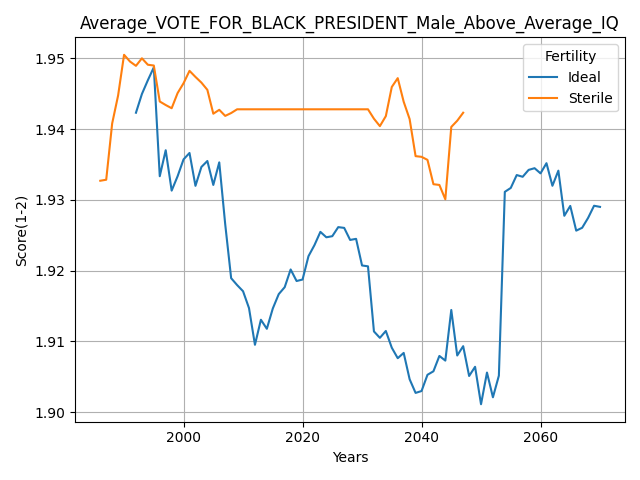 Average_VOTE_FOR_BLACK_PRESIDENT_Male_Above_Average_IQ
Fertility
Ideal
Sterile
Score(1-2)
1.95
1.94
1.93
1.92
1.91
1.90
2000
2020
2040
2060
Years